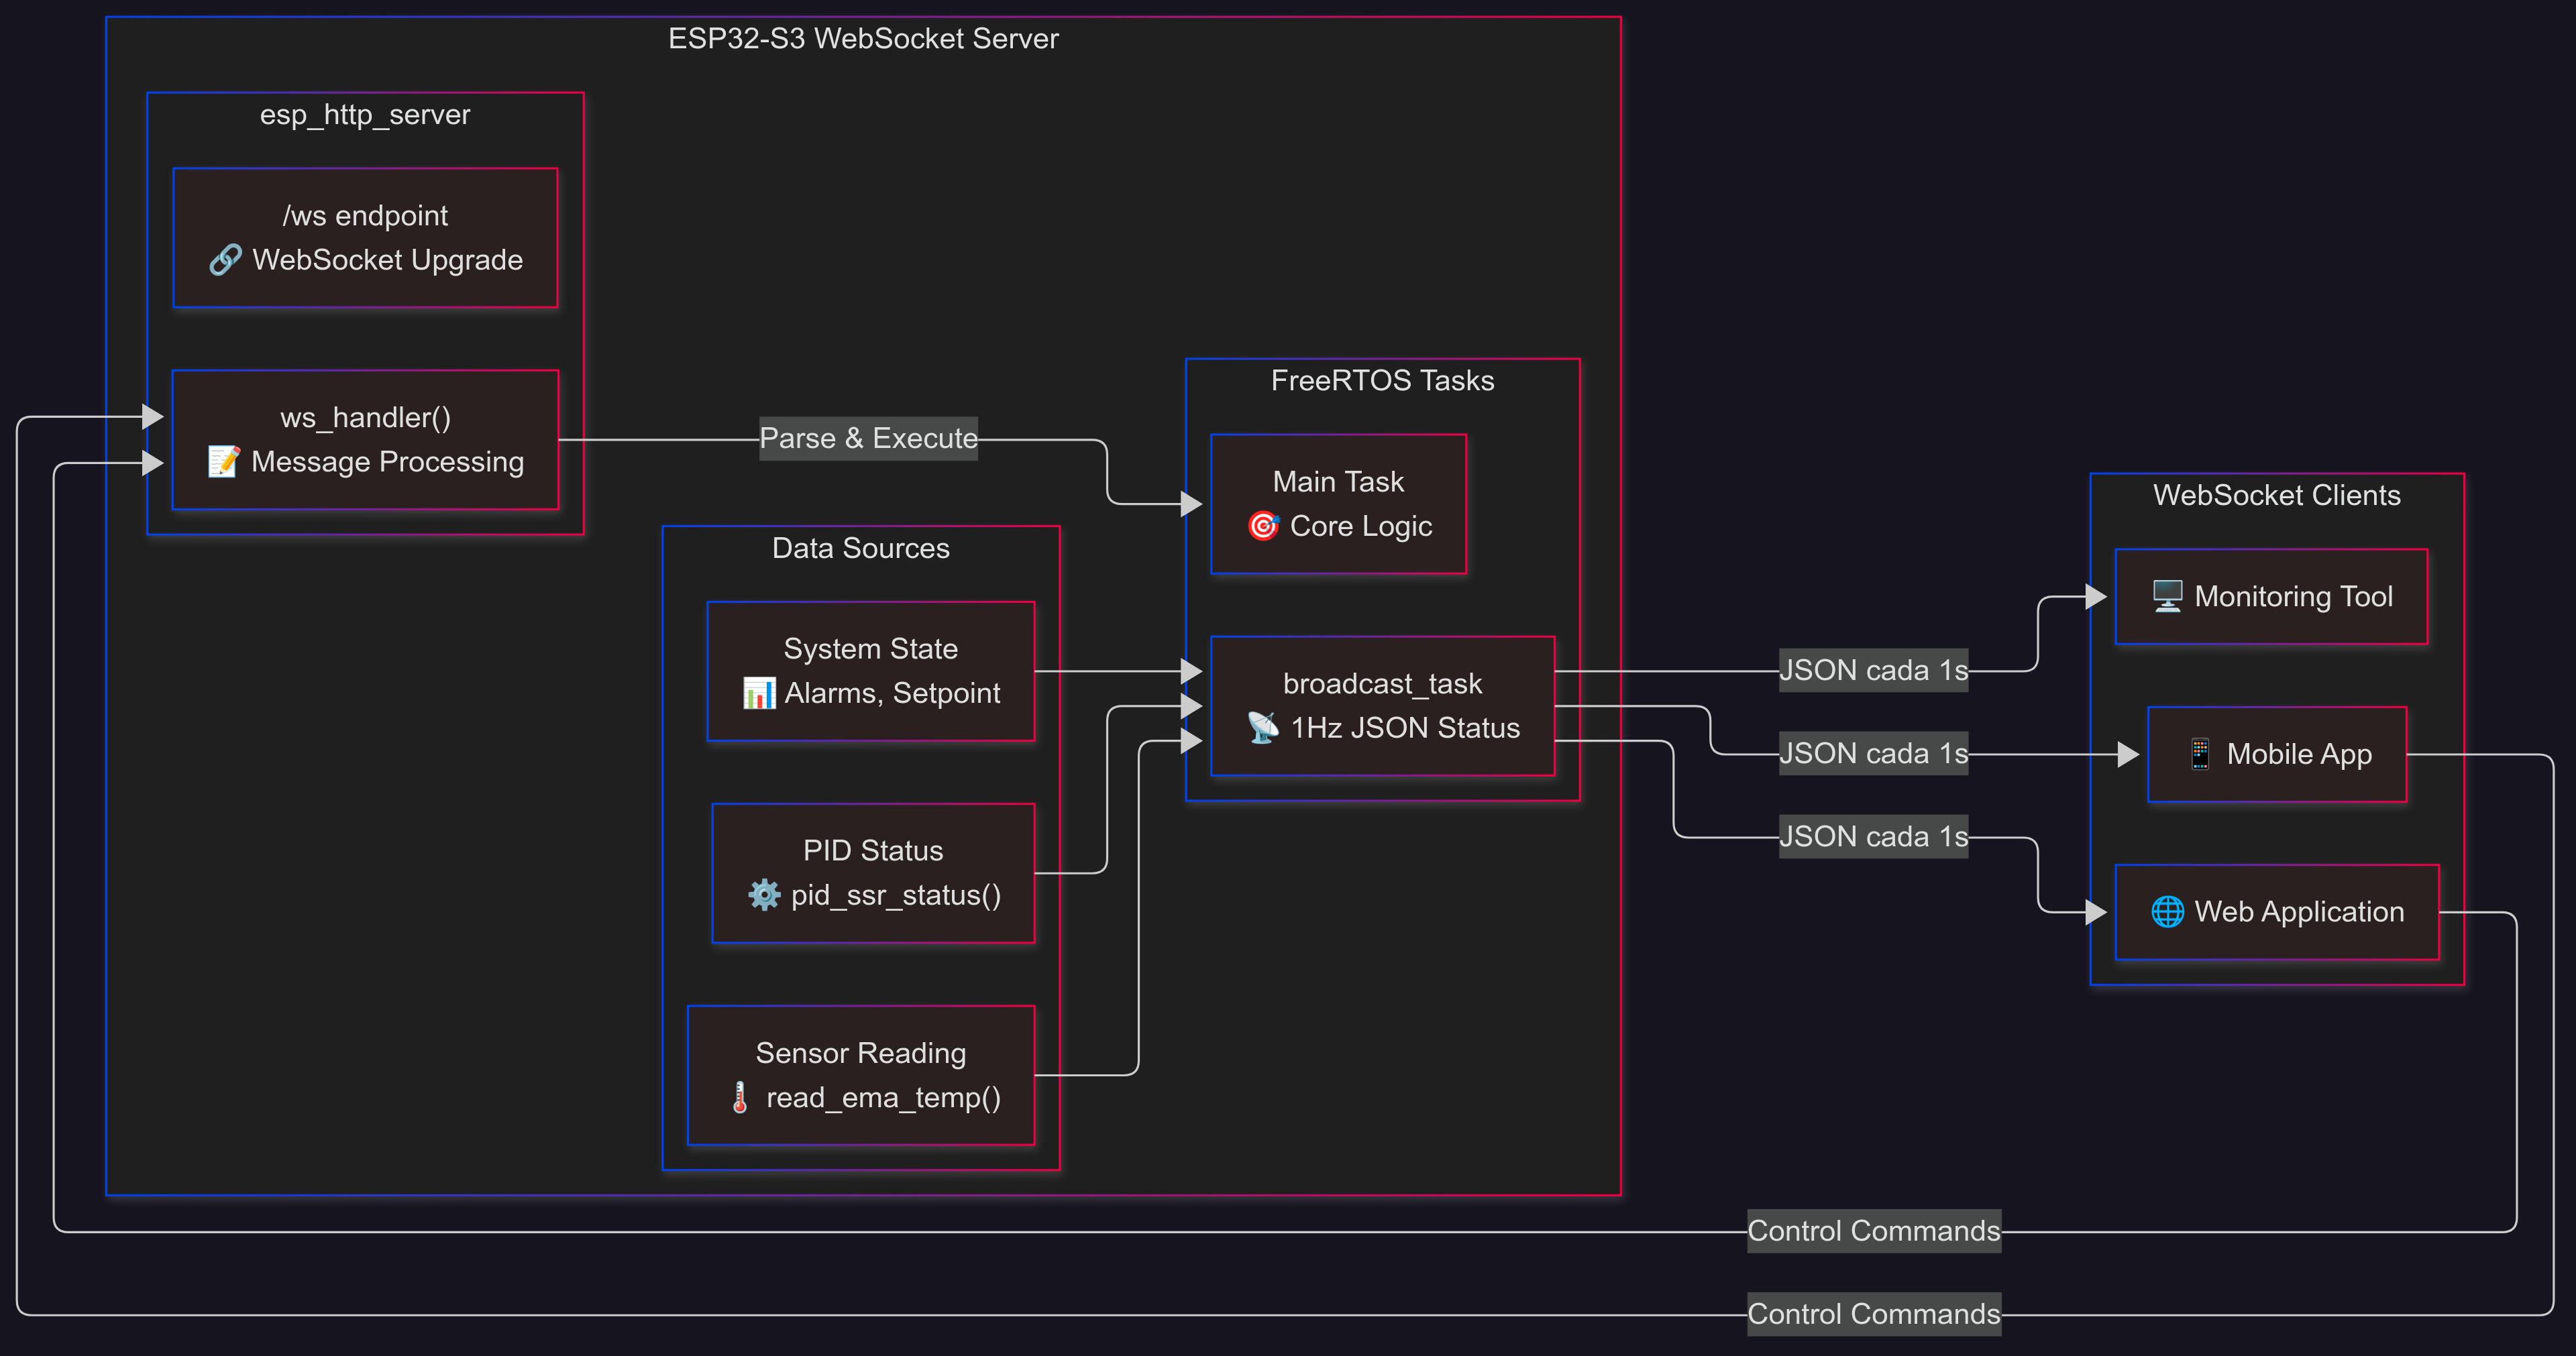 ESP32-S3 WebSocket Server
esp_http_server
/ws endpoint
🔗 WebSocket Upgrade
ws_handler()
📝 Message Processing
Parse & Execute
Data Sources
System State
📊 Alarms, Setpoint
PID Status
⚙️ pid_ssr_status()
Sensor Reading
🌡️ read_ema_temp()
FreeRTOS Tasks
Main Task
🎯 Core Logic
broadcast_task
📡 1Hz JSON Status
JSON cada 1s
JSON cada 1s
JSON cada 1s
WebSocket Clients
🖥️ Monitoring Tool
📱 Mobile App
🌐 Web Application
Control Commands
Control Commands